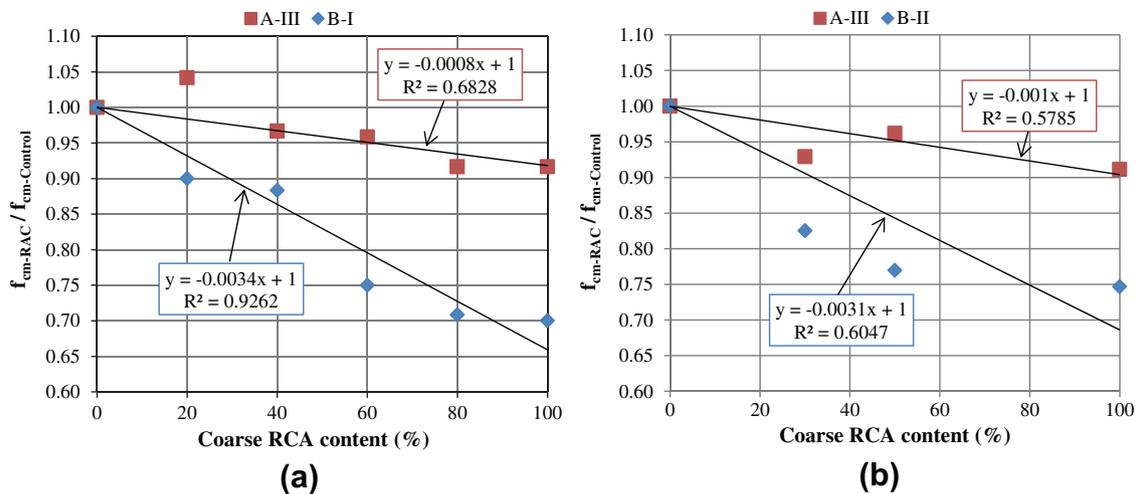 A-III B-I
1.10
1.05
1.00
0.95
0.90
0.85
0.80
0.75
0.70
0.65
0.60
f_cm-RAC / f_cm-Control
y = -0.0008x + 1
R² = 0.6828
y = -0.0034x + 1
R² = 0.9262
0 20 40 60 80 100
Coarse RCA content (%)
(a)
A-III B-II
1.10
1.05
1.00
0.95
0.90
0.85
0.80
0.75
0.70
0.65
0.60
f_cm-RAC / f_cm-Control
y = -0.001x + 1
R² = 0.5785
y = -0.0031x + 1
R² = 0.6047
0 20 40 60 80 100
Coarse RCA content (%)
(b)